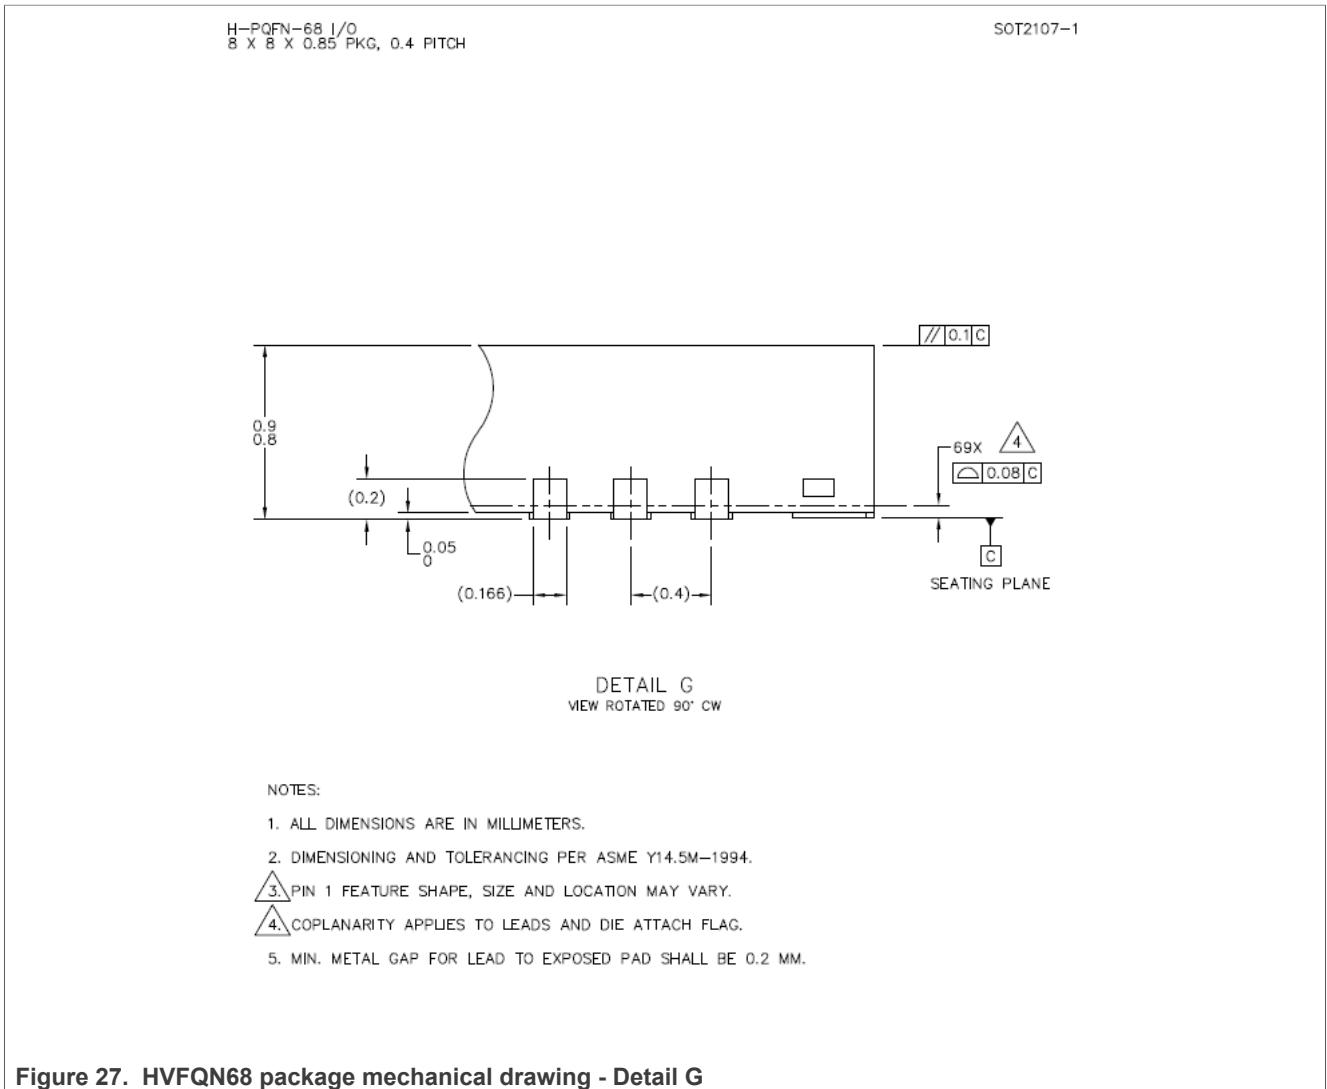 H-PQFN-68 I/O
8 X 8 X 0.85 PKG, 0.4 PITCH
SOT2107-1
// 0.1 C
0.9
0.8
69X 4
⌓ 0.08 C
(0.2)
0.05
0
C
(0.166)
(0.4)
SEATING PLANE
DETAIL G
VIEW ROTATED 90° CW
NOTES:
1. ALL DIMENSIONS ARE IN MILLIMETERS.
2. DIMENSIONING AND TOLERANCING PER ASME Y14.5M-1994.
3. PIN 1 FEATURE SHAPE, SIZE AND LOCATION MAY VARY.
4. COPLANARITY APPLIES TO LEADS AND DIE ATTACH FLAG.
5. MIN. METAL GAP FOR LEAD TO EXPOSED PAD SHALL BE 0.2 MM.
Figure 27. HVFQN68 package mechanical drawing - Detail G